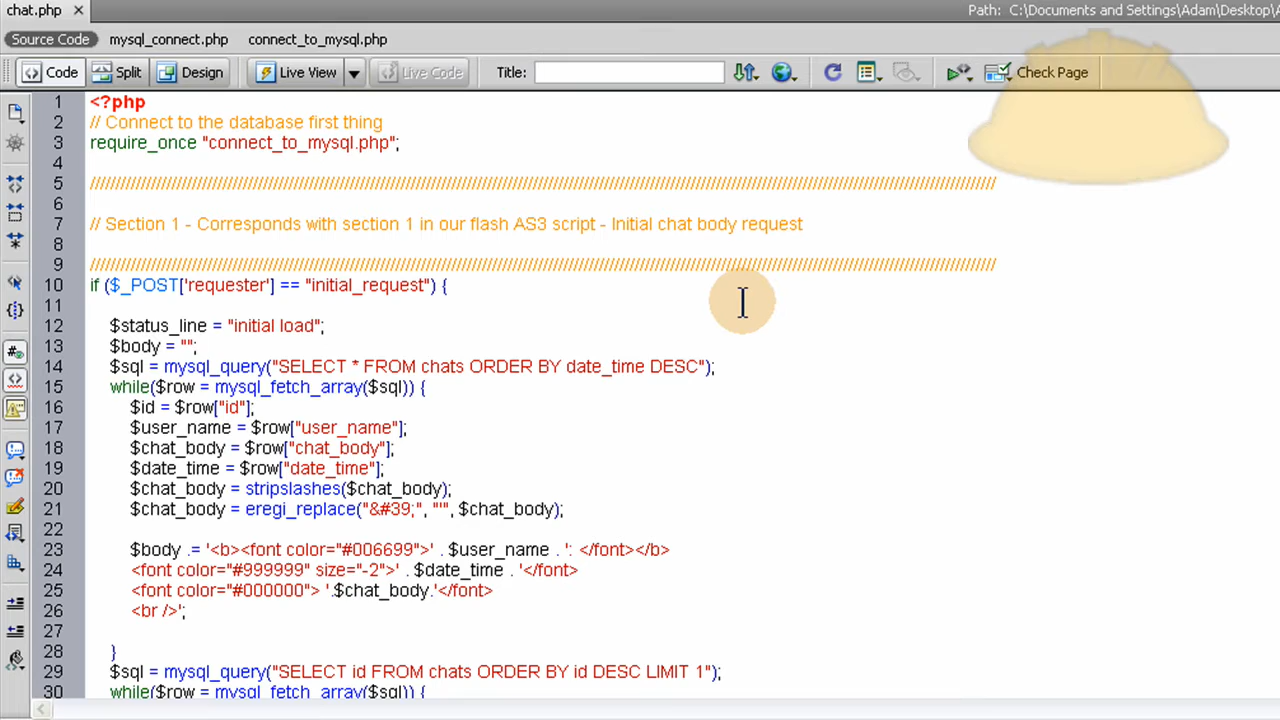 chat.php
Path: C:\Documents and Settings\Adam\Desktop\
Source Code mysql_connect.php connect_to_mysql.php
Code Split Design Live View Live Code Title: Check Page
1 <?php
2 // Connect to the database first thing
3 require_once "connect_to_mysql.php";
4
5 ////////////////////////////////////////////////////////////////////////////////////////////////////////////////////////////////////////////////////////////////////////////////////
6
7 // Section 1 - Corresponds with section 1 in our flash AS3 script - Initial chat body request
8
9 ////////////////////////////////////////////////////////////////////////////////////////////////////////////////////////////////////////////////////////////////////////////////////
10 if ($_POST['requester'] == "initial_request") {
11
12 $status_line = "initial load";
13 $body = "";
14 $sql = mysql_query("SELECT * FROM chats ORDER BY date_time DESC");
15 while($row = mysql_fetch_array($sql)) {
16 $id = $row["id"];
17 $user_name = $row["user_name"];
18 $chat_body = $row["chat_body"];
19 $date_time = $row["date_time"];
20 $chat_body = stripslashes($chat_body);
21 $chat_body = eregi_replace("&#39;", "'", $chat_body);
22
23 $body .= '<b><font color="#006699">' . $user_name . ': </font></b>
24 <font color="#999999" size="-2">' . $date_time . '</font>
25 <font color="#000000"> '.$chat_body.'</font>
26 <br />';
27
28 }
29 $sql = mysql_query("SELECT id FROM chats ORDER BY id DESC LIMIT 1");
30 while($row = mysql_fetch_array($sql)) {